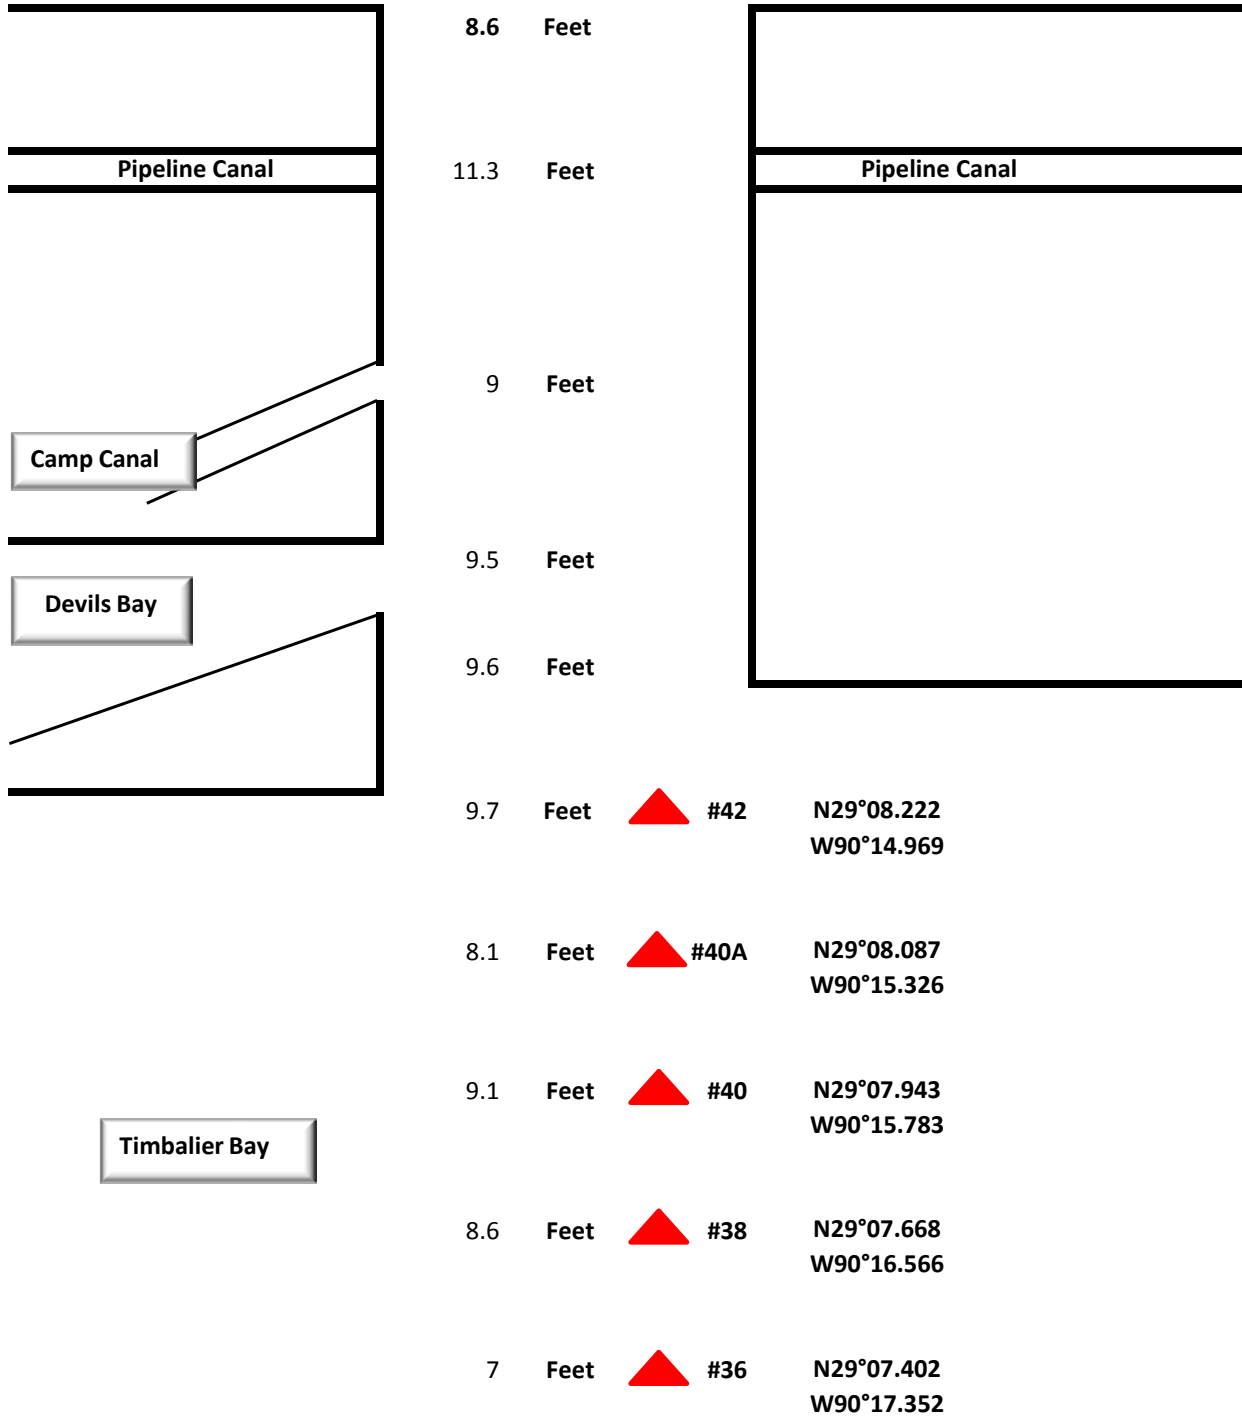 8.6 Feet
Pipeline Canal 11.3 Feet Pipeline Canal
9 Feet
Camp Canal
9.5 Feet
Devils Bay
9.6 Feet
9.7 Feet #42 N29°08.222
W90°14.969
8.1 Feet #40A N29°08.087
W90°15.326
9.1 Feet #40 N29°07.943
W90°15.783
Timbalier Bay
8.6 Feet #38 N29°07.668
W90°16.566
7 Feet #36 N29°07.402
W90°17.352